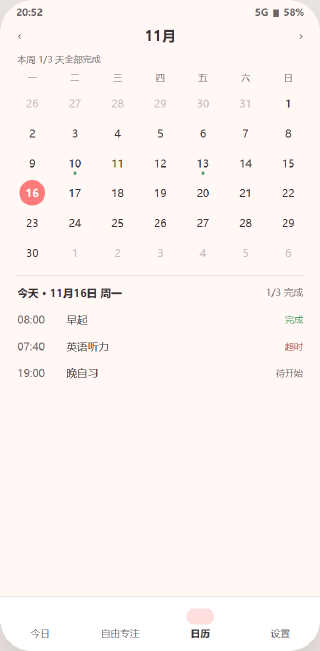 20:52 5G 58%
‹ 11月 ›
本周 1/3 天全部完成
一 二 三 四 五 六 日
26 27 28 29 30 31 1
2 3 4 5 6 7 8
9 10 11 12 13 14 15
16 17 18 19 20 21 22
23 24 25 26 27 28 29
30 1 2 3 4 5 6
今天 · 11月16日 周一 1/3 完成
08:00 早起 完成
07:40 英语听力 超时
19:00 晚自习 待开始
今日 自由专注 日历 设置